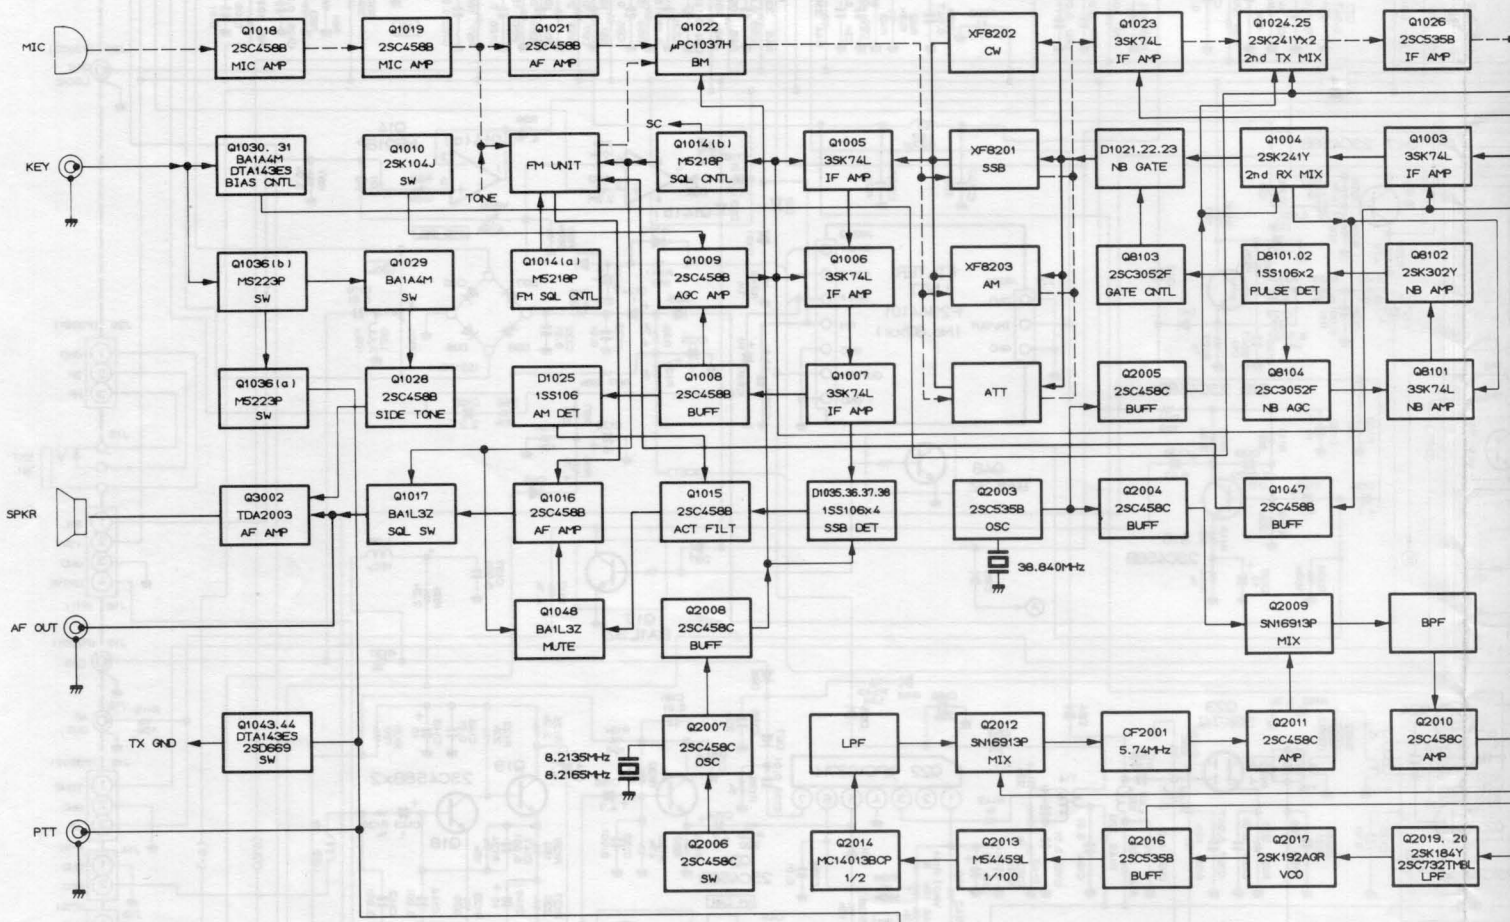 MIC
Q1018
2SC458B
MIC AMP
Q1019
2SC458B
MIC AMP
Q1021
2SC458B
AF AMP
Q1022
µPC1037H
BM
XF8202
CW
Q1023
3SK74L
IF AMP
Q1024.25
2SK241Yx2
2nd TX MIX
Q1026
2SC535B
IF AMP
KEY
Q1030. 31
BA1A4M
DTA143ES
BIAS CNTL
Q1010
2SK104J
SW
TONE
FM UNIT
SC
Q1014(b)
M5218P
SQL CNTL
Q1005
3SK74L
IF AMP
XF8201
SSB
D1021.22.23
NB GATE
Q1004
2SK241Y
2nd RX MIX
Q1003
3SK74L
IF AMP
Q1036(b)
M5223P
SW
Q1029
BA1A4M
SW
Q1014(a)
M5218P
FM SQL CNTL
Q1009
2SC458B
AGC AMP
Q1006
3SK74L
IF AMP
XF8203
AM
Q8103
2SC3052F
GATE CNTL
D8101.02
1SS106x2
PULSE DET
Q8102
2SK302Y
NB AMP
Q1036(a)
M5223P
SW
Q1028
2SC458B
SIDE TONE
D1025
1SS106
AM DET
Q1008
2SC458B
BUFF
Q1007
3SK74L
IF AMP
ATT
Q2005
2SC458C
BUFF
Q8104
2SC3052F
NB AGC
Q8101
3SK74L
NB AMP
SPKR
Q3002
TDA2003
AF AMP
Q1017
BA1L3Z
SQL SW
Q1016
2SC458B
AF AMP
Q1015
2SC458B
ACT FILT
D1035.36.37.38
1SS106x4
SSB DET
Q2003
2SC535B
OSC
38.840MHz
Q2004
2SC458C
BUFF
Q1047
2SC458B
BUFF
AF OUT
Q1048
BA1L3Z
MUTE
Q2008
2SC458C
BUFF
Q2009
SN16913P
MIX
BPF
TX GND
Q1043.44
DTA143ES
2SD669
SW
8.2135MHz
8.2165MHz
Q2007
2SC458C
OSC
LPF
Q2012
SN16913P
MIX
CF2001
5.74MHz
Q2011
2SC458C
AMP
Q2010
2SC458C
AMP
PTT
Q2006
2SC458C
SW
Q2014
MC14013BCP
1/2
Q2013
M54459L
1/100
Q2016
2SC535B
BUFF
Q2017
2SK192AGR
VCO
Q2019. 20
2SK184Y
2SC732TMBL
LPF